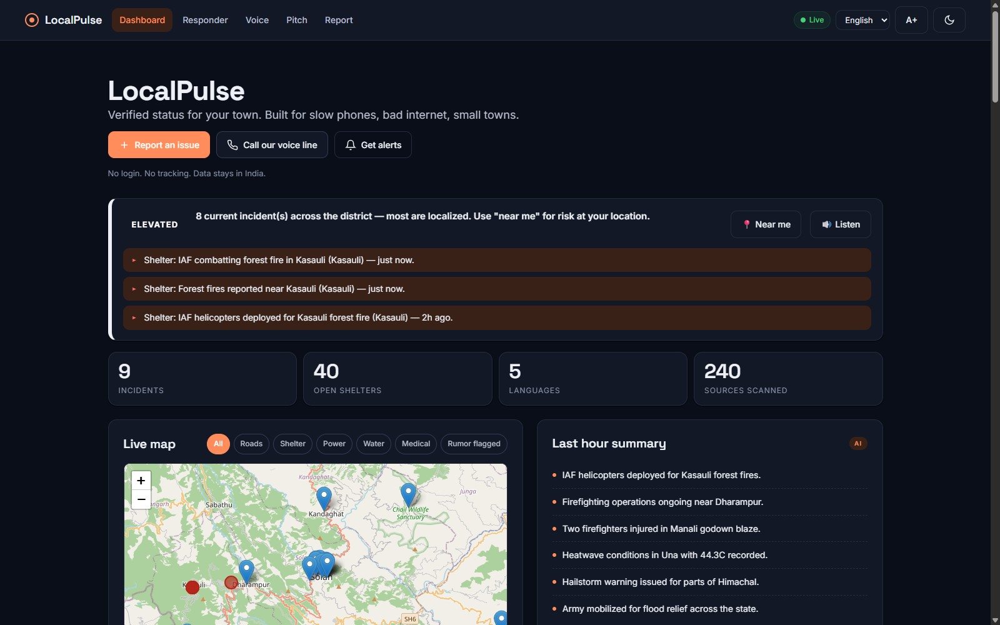 LocalPulse
Dashboard
Responder
Voice
Pitch
Report
Live
English
A+
LocalPulse
Verified status for your town. Built for slow phones, bad internet, small towns.
Report an issue
Call our voice line
Get alerts
No login. No tracking. Data stays in India.
ELEVATED
8 current incident(s) across the district — most are localized. Use "near me" for risk at your location.
Near me
Listen
Shelter: IAF combatting forest fire in Kasauli (Kasauli) — just now.
Shelter: Forest fires reported near Kasauli (Kasauli) — just now.
Shelter: IAF helicopters deployed for Kasauli forest fire (Kasauli) — 2h ago.
9
INCIDENTS
40
OPEN SHELTERS
5
LANGUAGES
240
SOURCES SCANNED
Live map
All
Roads
Shelter
Power
Water
Medical
Rumor flagged
+
−
Kandaghat
Junga
Sabathu
Kandaghat
Chail Wildlife
Sanctuary
Solan
Dharampur
SH6
Last hour summary
AI
IAF helicopters deployed for Kasauli forest fires.
Firefighting operations ongoing near Dharampur.
Two firefighters injured in Manali godown blaze.
Heatwave conditions in Una with 44.3C recorded.
Hailstorm warning issued for parts of Himachal.
Army mobilized for flood relief across the state.